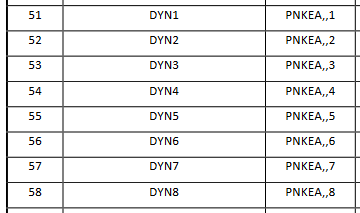 51 DYN1 PNKEA,,1
52 DYN2 PNKEA,,2
53 DYN3 PNKEA,,3
54 DYN4 PNKEA,,4
55 DYN5 PNKEA,,5
56 DYN6 PNKEA,,6
57 DYN7 PNKEA,,7
58 DYN8 PNKEA,,8